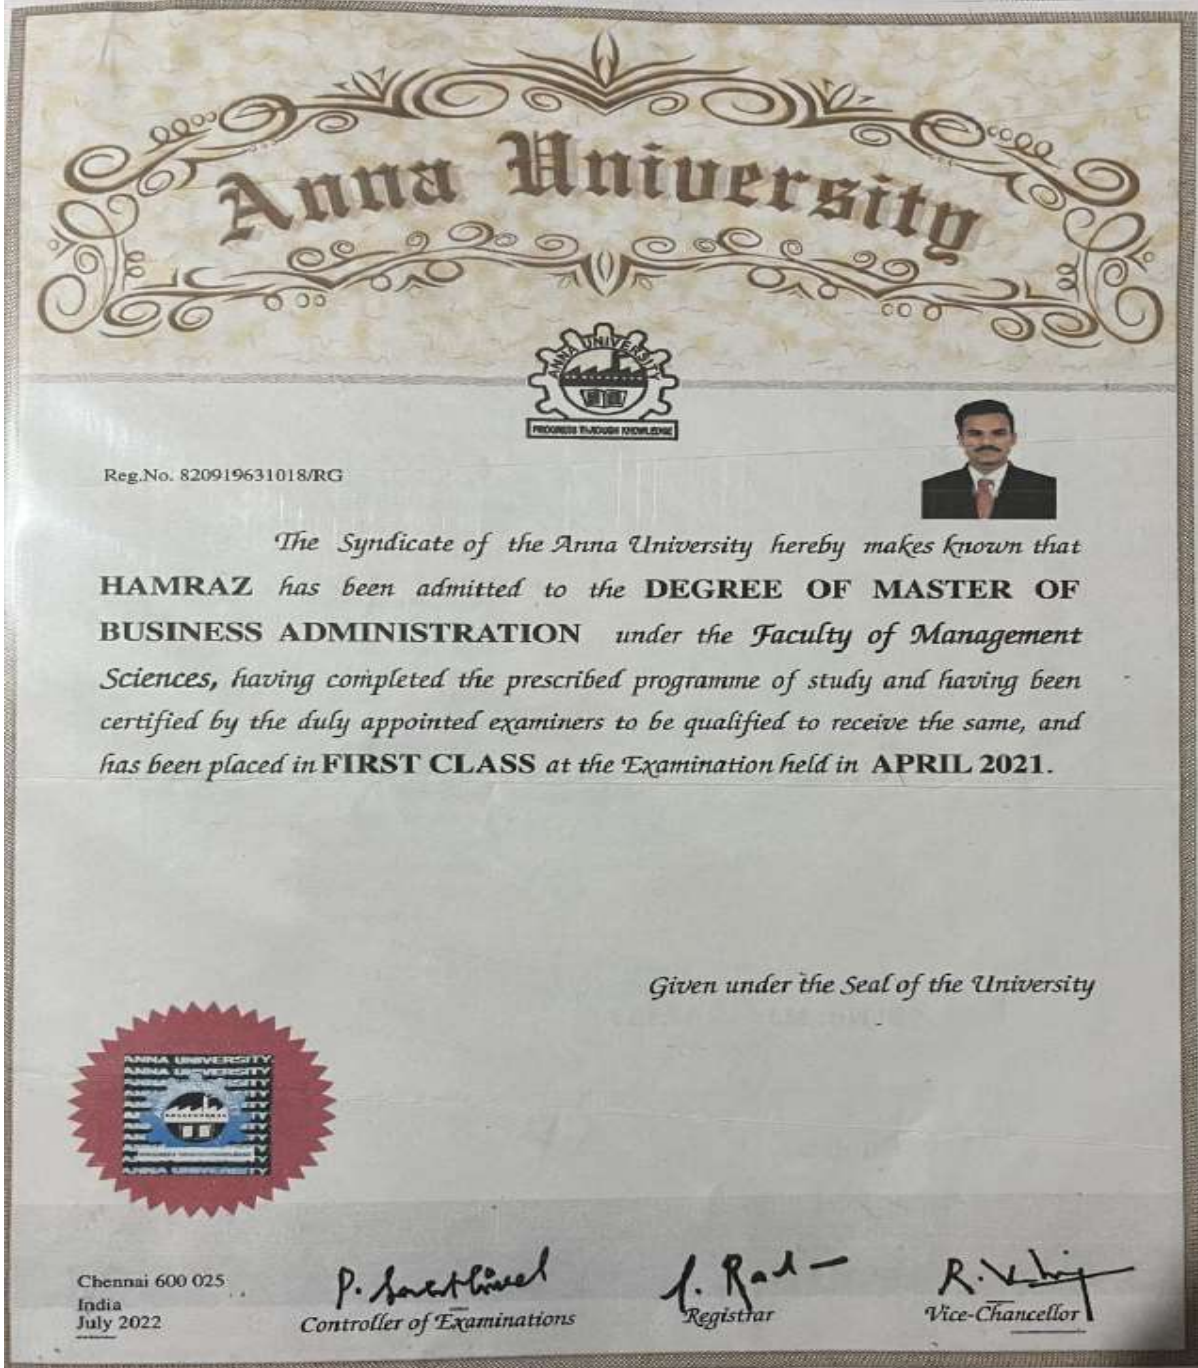 Anna University
ANNA UNIVERSITY
PROGRESS THROUGH KNOWLEDGE
Reg.No. 820919631018/RG
The Syndicate of the Anna University hereby makes known that
HAMRAZ has been admitted to the DEGREE OF MASTER OF
BUSINESS ADMINISTRATION under the Faculty of Management
Sciences, having completed the prescribed programme of study and having been
certified by the duly appointed examiners to be qualified to receive the same, and
has been placed in FIRST CLASS at the Examination held in APRIL 2021.
Given under the Seal of the University
ANNA UNIVERSITY
ANNA UNIVERSITY
ANNA UNIVERSITY
Chennai 600 025
India
July 2022
Controller of Examinations
Registrar
Vice-Chancellor